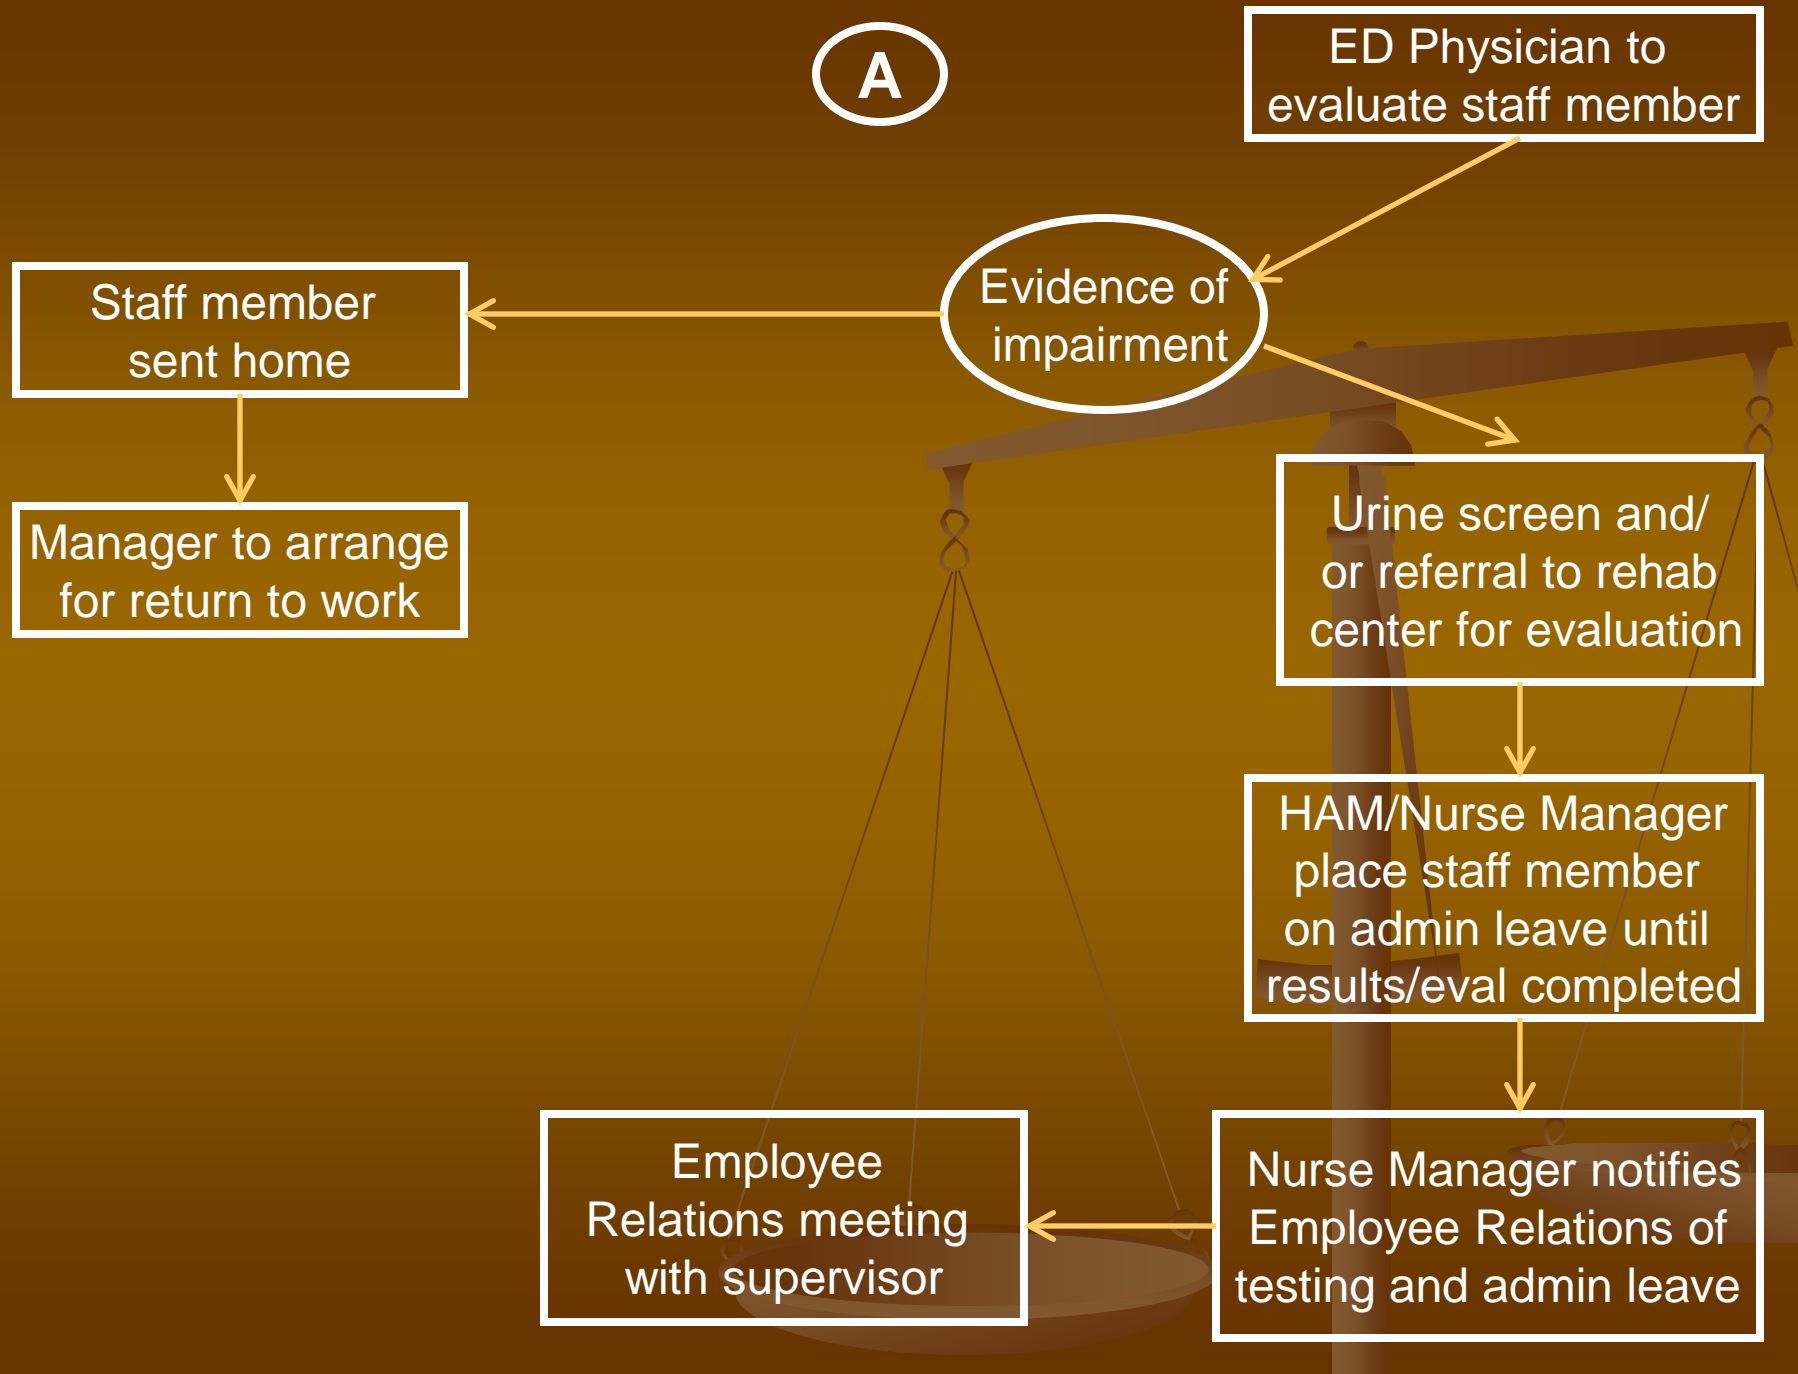 A
ED Physician to
evaluate staff member
Evidence of
impairment
Staff member
sent home
Manager to arrange
for return to work
Urine screen and/
or referral to rehab
center for evaluation
HAM/Nurse Manager
place staff member
on admin leave until
results/eval completed
Nurse Manager notifies
Employee Relations of
testing and admin leave
Employee
Relations meeting
with supervisor